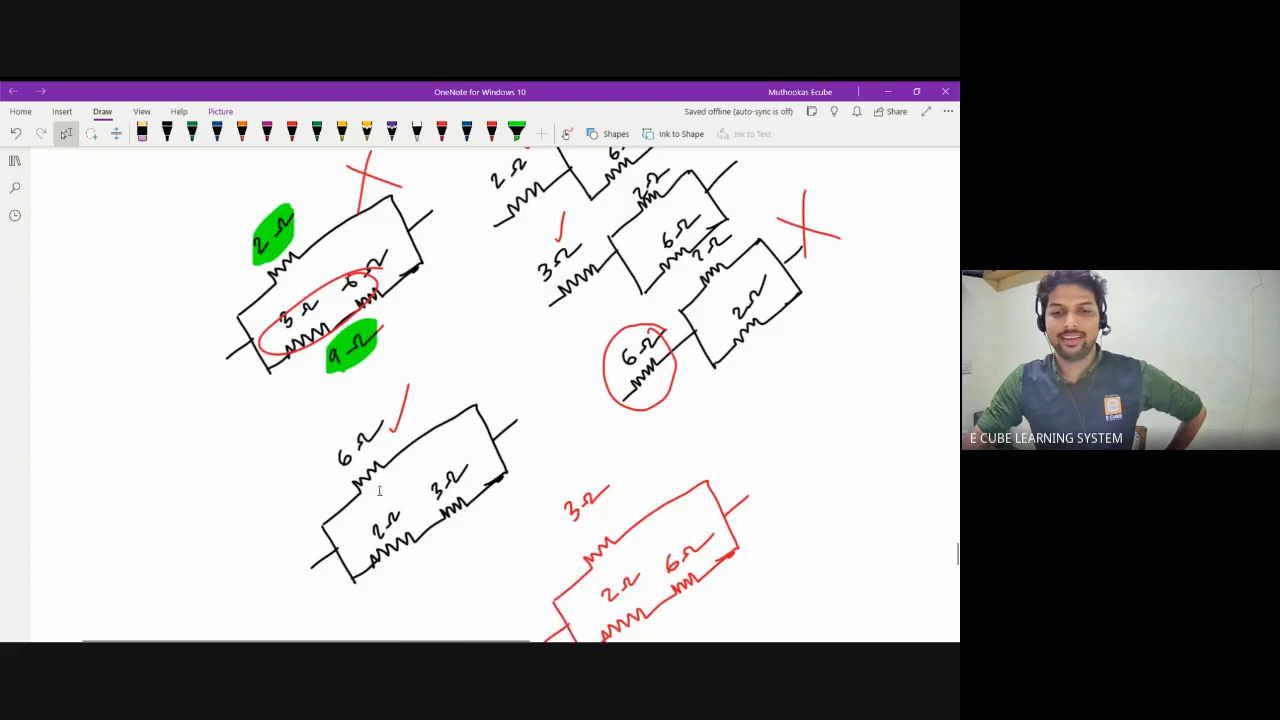 OneNote for Windows 10
Muthookas Ecube
Home Insert Draw View Help Picture
Saved offline (auto-sync is off)
Share
Shapes
Ink to Shape
Ink to Text
2 Ω
6
2 Ω
6 Ω
3 Ω
2 Ω
2 Ω
6 Ω
2 Ω
3 Ω
6 Ω
9 Ω
6 Ω
2 Ω
3 Ω
3 Ω
2 Ω
6 Ω
E CUBE
E CUBE LEARNING SYSTEM